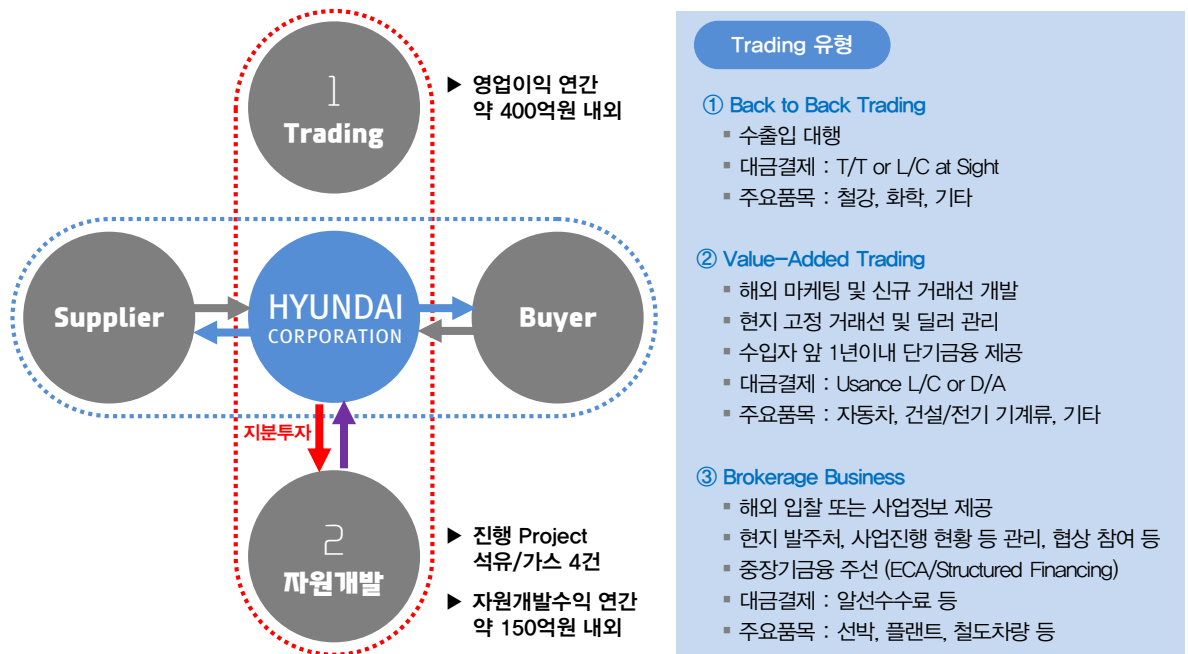 1
Trading
▶ 영업이익 연간
약 400억원 내외
Supplier
HYUNDAI
CORPORATION
Buyer
지분투자
2
자원개발
▶ 진행 Project
석유/가스 4건
▶ 자원개발수익 연간
약 150억원 내외
Trading 유형
① Back to Back Trading
▪ 수출입 대행
▪ 대금결제 : T/T or L/C at Sight
▪ 주요품목 : 철강, 화학, 기타
② Value-Added Trading
▪ 해외 마케팅 및 신규 거래선 개발
▪ 현지 고정 거래선 및 딜러 관리
▪ 수입자 앞 1년이내 단기금융 제공
▪ 대금결제 : Usance L/C or D/A
▪ 주요품목 : 자동차, 건설/전기 기계류, 기타
③ Brokerage Business
▪ 해외 입찰 또는 사업정보 제공
▪ 현지 발주처, 사업진행 현황 등 관리, 협상 참여 등
▪ 중장기금융 주선 (ECA/Structured Financing)
▪ 대금결제 : 알선수수료 등
▪ 주요품목 : 선박, 플랜트, 철도차량 등